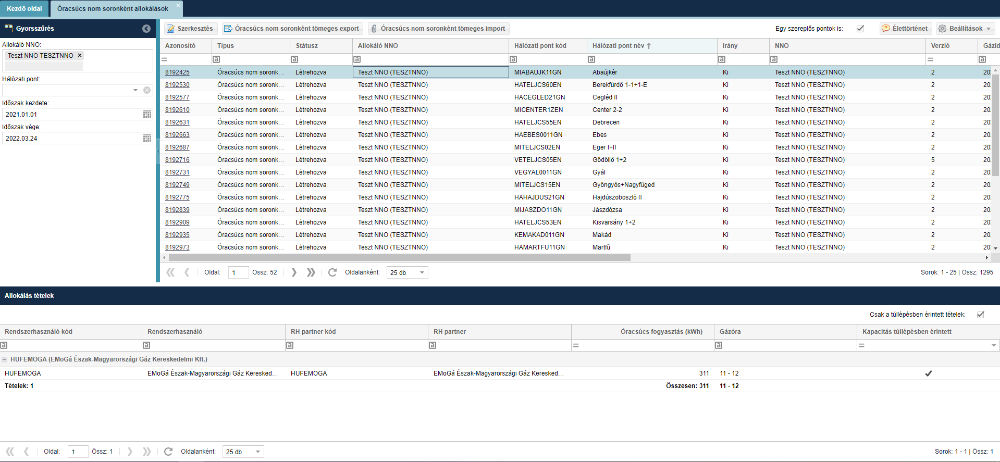 Kezdő oldal
Óracsúcs nom soronként allokálások
Gyorsszűrés
Allokáló NNO:
Teszt NNO TESZTNNO
Hálózati pont:
Időszak kezdete:
2021.01.01
Időszak vége:
2022.03.24
Szerkesztés
Óracsúcs nom soronként tömeges export
Óracsúcs nom soronként tömeges import
Egy szereplős pontok is:
Élettörténet
Beállítások
Azonosító Típus Státusz Allokáló NNO Hálózati pont kód Hálózati pont név Irány NNO Verzió Gázid
8192425 Óracsúcs nom soronk... Létrehozva Teszt NNO (TESZTNNO) MIABAUJK11GN Abaújkér Ki Teszt NNO (TESZTNNO) 2 202
8192530 Óracsúcs nom soronk... Létrehozva Teszt NNO (TESZTNNO) HATELJCS60EN Berekfürdő 1-1+1-E Ki Teszt NNO (TESZTNNO) 2 202
8192577 Óracsúcs nom soronk... Létrehozva Teszt NNO (TESZTNNO) HACEGLED21GN Cegléd II Ki Teszt NNO (TESZTNNO) 2 202
8192610 Óracsúcs nom soronk... Létrehozva Teszt NNO (TESZTNNO) MICENTER1ZEN Center 2-2 Ki Teszt NNO (TESZTNNO) 2 202
8192631 Óracsúcs nom soronk... Létrehozva Teszt NNO (TESZTNNO) HATELJCS55EN Debrecen Ki Teszt NNO (TESZTNNO) 2 202
8192663 Óracsúcs nom soronk... Létrehozva Teszt NNO (TESZTNNO) HAEBES0011GN Ebes Ki Teszt NNO (TESZTNNO) 2 202
8192687 Óracsúcs nom soronk... Létrehozva Teszt NNO (TESZTNNO) MITELJCS02EN Eger I+II Ki Teszt NNO (TESZTNNO) 2 202
8192716 Óracsúcs nom soronk... Létrehozva Teszt NNO (TESZTNNO) VETELJCS05EN Gödöllő 1+2 Ki Teszt NNO (TESZTNNO) 5 202
8192731 Óracsúcs nom soronk... Létrehozva Teszt NNO (TESZTNNO) VEGYAL0011GN Gyál Ki Teszt NNO (TESZTNNO) 2 202
8192749 Óracsúcs nom soronk... Létrehozva Teszt NNO (TESZTNNO) MITELJCS15EN Gyöngyös+Nagyfüged Ki Teszt NNO (TESZTNNO) 2 202
8192775 Óracsúcs nom soronk... Létrehozva Teszt NNO (TESZTNNO) HAHAJDUS21GN Hajdúszoboszló II Ki Teszt NNO (TESZTNNO) 2 202
8192839 Óracsúcs nom soronk... Létrehozva Teszt NNO (TESZTNNO) MIJASZDO11GN Jászdózsa Ki Teszt NNO (TESZTNNO) 2 202
8192909 Óracsúcs nom soronk... Létrehozva Teszt NNO (TESZTNNO) HATELJCS53EN Kisvarsány 1+2 Ki Teszt NNO (TESZTNNO) 2 202
8192935 Óracsúcs nom soronk... Létrehozva Teszt NNO (TESZTNNO) KEMAKAD011GN Makád Ki Teszt NNO (TESZTNNO) 2 202
8192973 Óracsúcs nom soronk... Létrehozva Teszt NNO (TESZTNNO) HAMARTFU11GN Martfű Ki Teszt NNO (TESZTNNO) 2 202
Oldal: 1 Össz: 52 Oldalanként: 25 db Sorok: 1 - 25 | Össz: 1295
Allokálás tételek
Csak a túllépésben érintett tételek:
Rendszerhasználó kód Rendszerhasználó RH partner kód RH partner Óracsúcs fogyasztás (kWh) Gázóra Kapacitás túllépésben érintett
HUFEMOGA (EMoGá Észak-Magyarországi Gáz Kereskedelmi Kft.)
HUFEMOGA EMoGá Észak-Magyarországi Gáz Keresked... HUFEMOGA EMoGá Észak-Magyarországi Gáz Keresked... 311 11 - 12
Tételek: 1 Összesen: 311 11 - 12
Oldal: 1 Össz: 1 Oldalanként: 25 db Sorok: 1 - 1 | Össz: 1